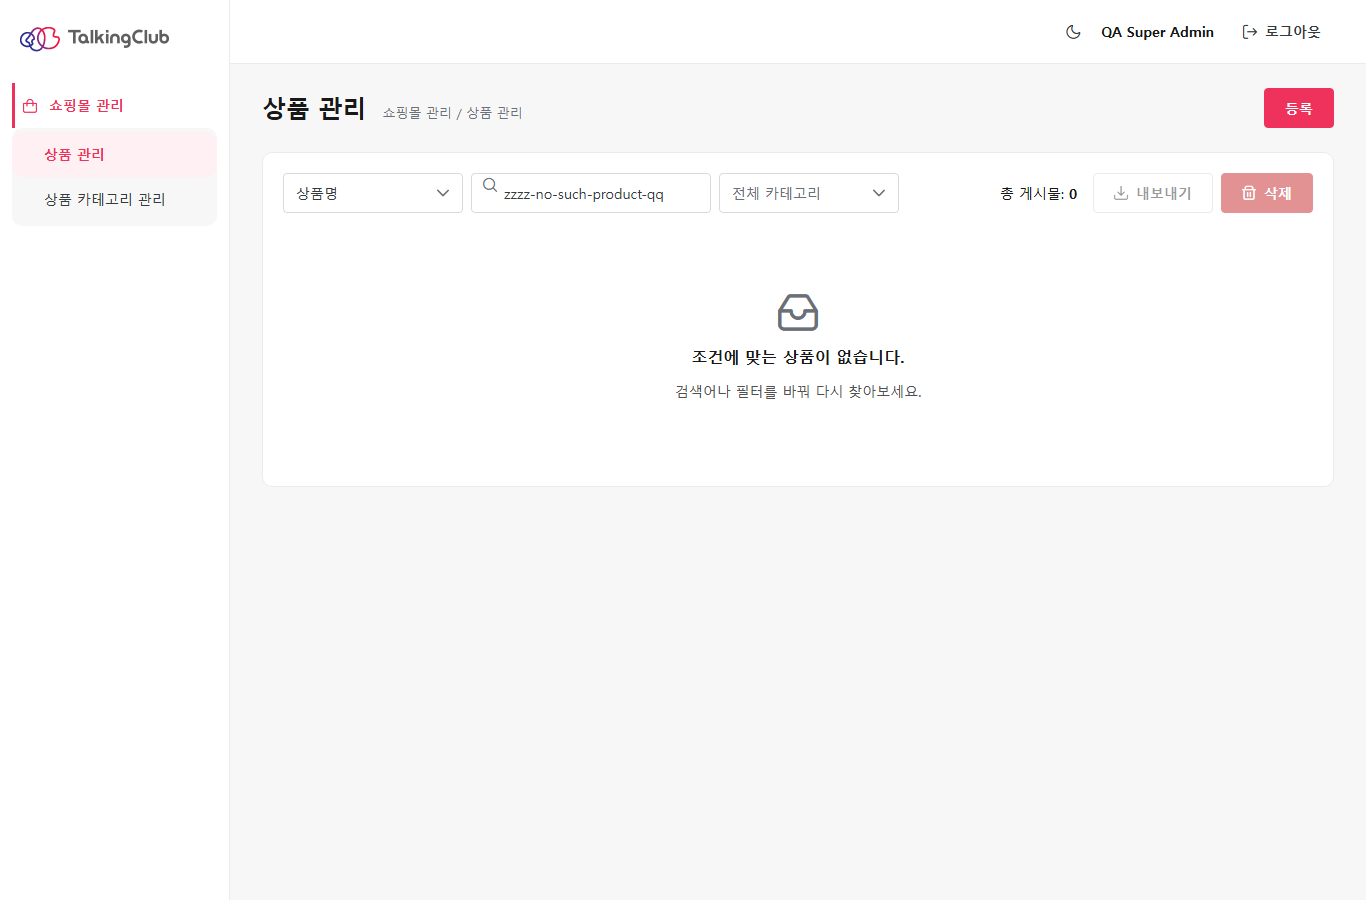 TalkingClub
QA Super Admin
로그아웃
쇼핑몰 관리
상품 관리
상품 카테고리 관리
상품 관리
쇼핑몰 관리 / 상품 관리
등록
상품명
zzzz-no-such-product-qq
전체 카테고리
총 게시물: 0
내보내기
삭제
조건에 맞는 상품이 없습니다.
검색어나 필터를 바꿔 다시 찾아보세요.